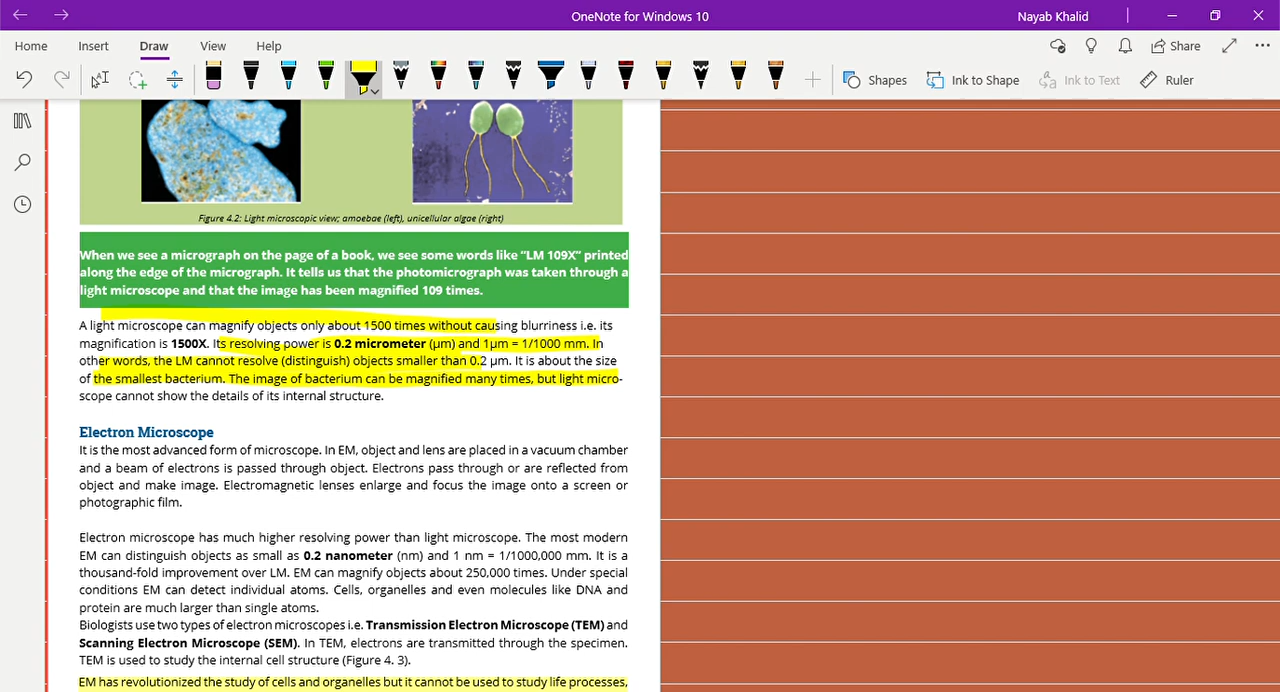 OneNote for Windows 10
Nayab Khalid
Home Insert Draw View Help
Share
Shapes Ink to Shape Ink to Text Ruler
Figure 4.2: Light microscopic view; amoebae (left), unicellular algae (right)
When we see a micrograph on the page of a book, we see some words like “LM 109X” printed
along the edge of the micrograph. It tells us that the photomicrograph was taken through a
light microscope and that the image has been magnified 109 times.
A light microscope can magnify objects only about 1500 times without causing blurriness i.e. its
magnification is 1500X. Its resolving power is 0.2 micrometer (µm) and 1µm = 1/1000 mm. In
other words, the LM cannot resolve (distinguish) objects smaller than 0.2 µm. It is about the size
of the smallest bacterium. The image of bacterium can be magnified many times, but light micro-
scope cannot show the details of its internal structure.
Electron Microscope
It is the most advanced form of microscope. In EM, object and lens are placed in a vacuum chamber
and a beam of electrons is passed through object. Electrons pass through or are reflected from
object and make image. Electromagnetic lenses enlarge and focus the image onto a screen or
photographic film.
Electron microscope has much higher resolving power than light microscope. The most modern
EM can distinguish objects as small as 0.2 nanometer (nm) and 1 nm = 1/1000,000 mm. It is a
thousand-fold improvement over LM. EM can magnify objects about 250,000 times. Under special
conditions EM can detect individual atoms. Cells, organelles and even molecules like DNA and
protein are much larger than single atoms.
Biologists use two types of electron microscopes i.e. Transmission Electron Microscope (TEM) and
Scanning Electron Microscope (SEM). In TEM, electrons are transmitted through the specimen.
TEM is used to study the internal cell structure (Figure 4. 3).
EM has revolutionized the study of cells and organelles but it cannot be used to study life processes,